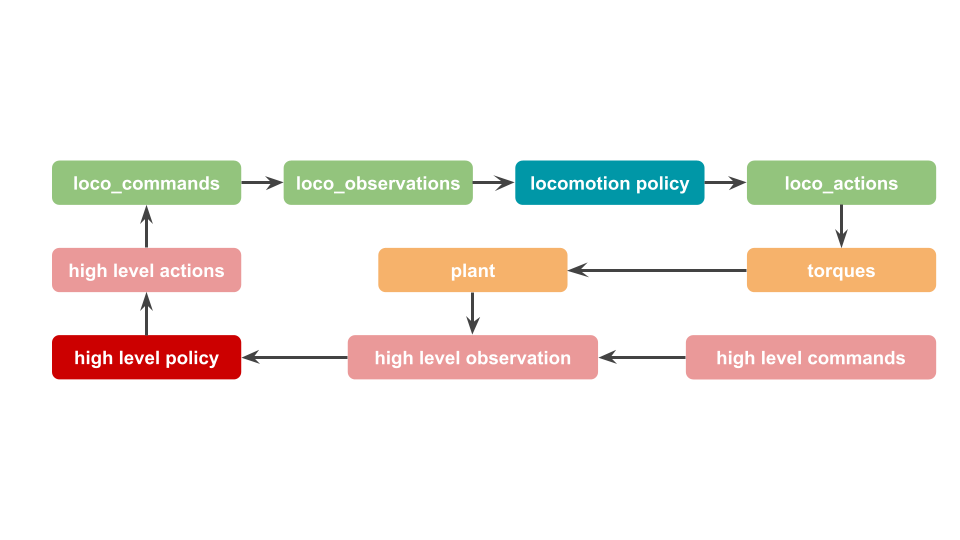 loco_commands
loco_observations
locomotion policy
loco_actions
high level actions
plant
torques
high level policy
high level observation
high level commands